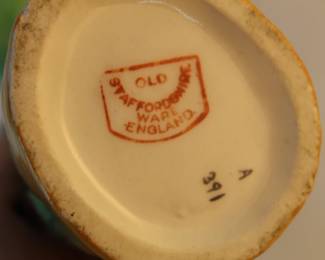 OLD
STAFFORDSHIRE
WARE
ENGLAND
A
391